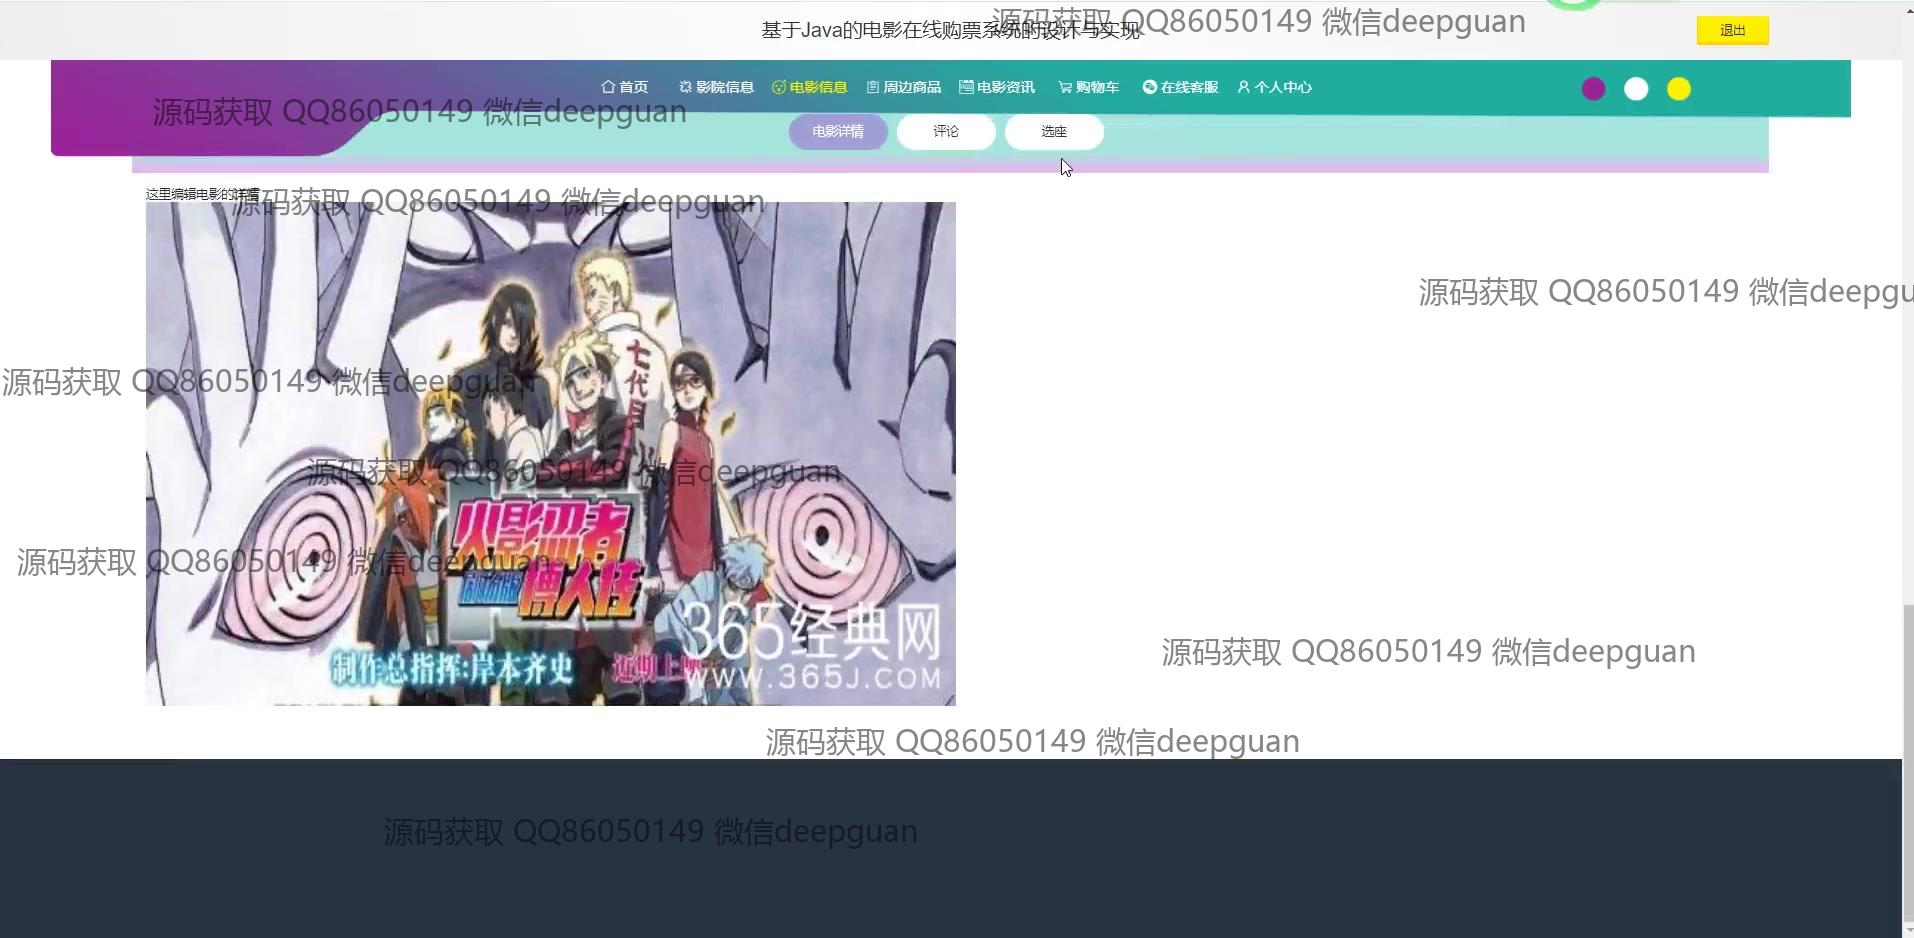 基于Java的电影在线购票系统的设计与实现
源码获取 QQ86050149 微信deepguan
退出
首页 影院信息 电影信息 周边商品 电影资讯 购物车 在线客服 个人中心
源码获取 QQ86050149 微信deepguan
电影详情 评论 选座
这里编辑电影的详情
源码获取 QQ86050149 微信deepguan
源码获取 QQ86050149 微信deepgu
七代目
源码获取 QQ86050149 微信deepguan
源码获取 QQ86050149 微信deepguan
火影忍者
剧场版
博人传
源码获取 QQ86050149 微信deepguan
365经典网
制作总指挥:岸本齐史
近期上映
www.365J.COM
源码获取 QQ86050149 微信deepguan
源码获取 QQ86050149 微信deepguan
源码获取 QQ86050149 微信deepguan